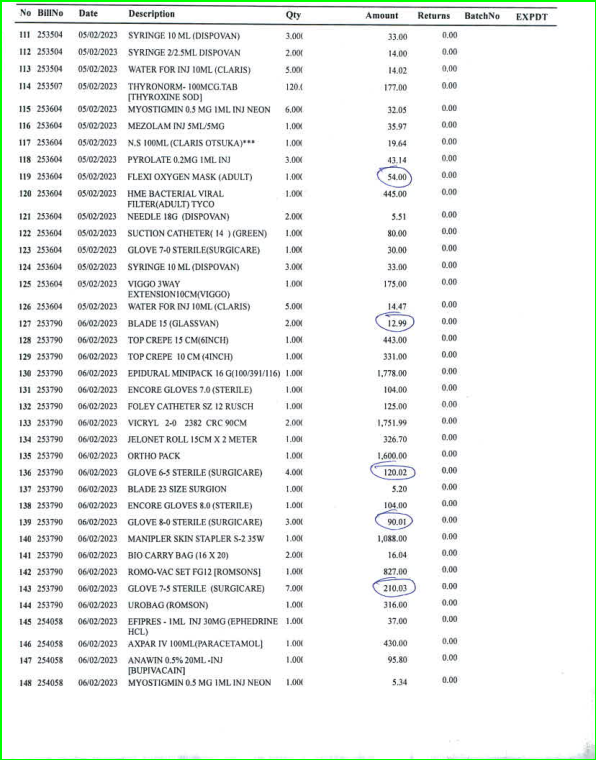 No BillNo Date Description Qty Amount Returns BatchNo EXPDT
111 253504 05/02/2023 SYRINGE 10 ML (DISPOVAN) 3.00( 33.00 0.00
112 253504 05/02/2023 SYRINGE 2/2.5ML DISPOVAN 2.00( 14.00 0.00
113 253504 05/02/2023 WATER FOR INJ 10ML (CLARIS) 5.00( 14.02 0.00
114 253507 05/02/2023 THYRONORM- 100MCG.TAB 120.( 177.00 0.00
[THYROXINE SOD]
115 253604 05/02/2023 MYOSTIGMIN 0.5 MG 1ML INJ NEON 6.00( 32.05 0.00
116 253604 05/02/2023 MEZOLAM INJ 5ML/5MG 1.00( 35.97 0.00
117 253604 05/02/2023 N.S 100ML (CLARIS OTSUKA)*** 1.00( 19.64 0.00
118 253604 05/02/2023 PYROLATE 0.2MG 1ML INJ 3.00( 43.14 0.00
119 253604 05/02/2023 FLEXI OXYGEN MASK (ADULT) 1.00( 54.00 0.00
120 253604 05/02/2023 HME BACTERIAL VIRAL 1.00( 445.00 0.00
FILTER(ADULT) TYCO
121 253604 05/02/2023 NEEDLE 18G (DISPOVAN) 2.00( 5.51 0.00
122 253604 05/02/2023 SUCTION CATHETER( 14 ) (GREEN) 1.00( 80.00 0.00
123 253604 05/02/2023 GLOVE 7-0 STERILE(SURGICARE) 1.00( 30.00 0.00
124 253604 05/02/2023 SYRINGE 10 ML (DISPOVAN) 3.00( 33.00 0.00
125 253604 05/02/2023 VIGGO 3WAY 1.00( 175.00 0.00
EXTENSION10CM(VIGGO)
126 253604 05/02/2023 WATER FOR INJ 10ML (CLARIS) 5.00( 14.47 0.00
127 253790 06/02/2023 BLADE 15 (GLASSVAN) 2.00( 12.99 0.00
128 253790 06/02/2023 TOP CREPE 15 CM(6INCH) 1.00( 443.00 0.00
129 253790 06/02/2023 TOP CREPE 10 CM (4INCH) 1.00( 331.00 0.00
130 253790 06/02/2023 EPIDURAL MINIPACK 16 G(100/391/116) 1.00( 1,778.00 0.00
131 253790 06/02/2023 ENCORE GLOVES 7.0 (STERILE) 1.00( 104.00 0.00
132 253790 06/02/2023 FOLEY CATHETER SZ 12 RUSCH 1.00( 125.00 0.00
133 253790 06/02/2023 VICRYL 2-0 2382 CRC 90CM 2.00( 1,751.99 0.00
134 253790 06/02/2023 JELONET ROLL 15CM X 2 METER 1.00( 326.70 0.00
135 253790 06/02/2023 ORTHO PACK 1.00( 1,600.00 0.00
136 253790 06/02/2023 GLOVE 6-5 STERILE (SURGICARE) 4.00( 120.02 0.00
137 253790 06/02/2023 BLADE 23 SIZE SURGION 1.00( 5.20 0.00
138 253790 06/02/2023 ENCORE GLOVES 8.0 (STERILE) 1.00( 104.00 0.00
139 253790 06/02/2023 GLOVE 8-0 STERILE (SURGICARE) 3.00( 90.01 0.00
140 253790 06/02/2023 MANIPLER SKIN STAPLER S-2 35W 1.00( 1,088.00 0.00
141 253790 06/02/2023 BIO CARRY BAG (16 X 20) 2.00( 16.04 0.00
142 253790 06/02/2023 ROMO-VAC SET FG12 [ROMSONS] 1.00( 827.00 0.00
143 253790 06/02/2023 GLOVE 7-5 STERILE (SURGICARE) 7.00( 210.03 0.00
144 253790 06/02/2023 UROBAG (ROMSON) 1.00( 316.00 0.00
145 254058 06/02/2023 EFIPRES - 1ML INJ 30MG (EPHEDRINE 1.00( 37.00 0.00
HCL)
146 254058 06/02/2023 AXPAR IV 100ML(PARACETAMOL] 1.00( 430.00 0.00
147 254058 06/02/2023 ANAWIN 0.5% 20ML -INJ 1.00( 95.80 0.00
[BUPIVACAIN]
148 254058 06/02/2023 MYOSTIGMIN 0.5 MG 1ML INJ NEON 1.00( 5.34 0.00